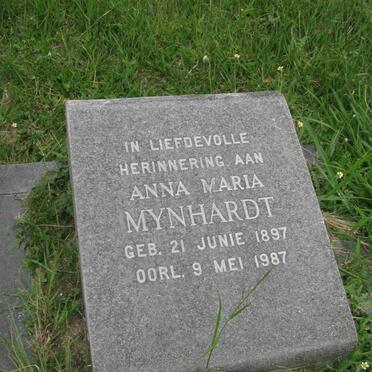 IN LIEFDEVOLLE
HERINNERING AAN
ANNA MARIA
MYNHARDT
GEB. 21 JUNIE 1897
OORL. 9 MEI 1987